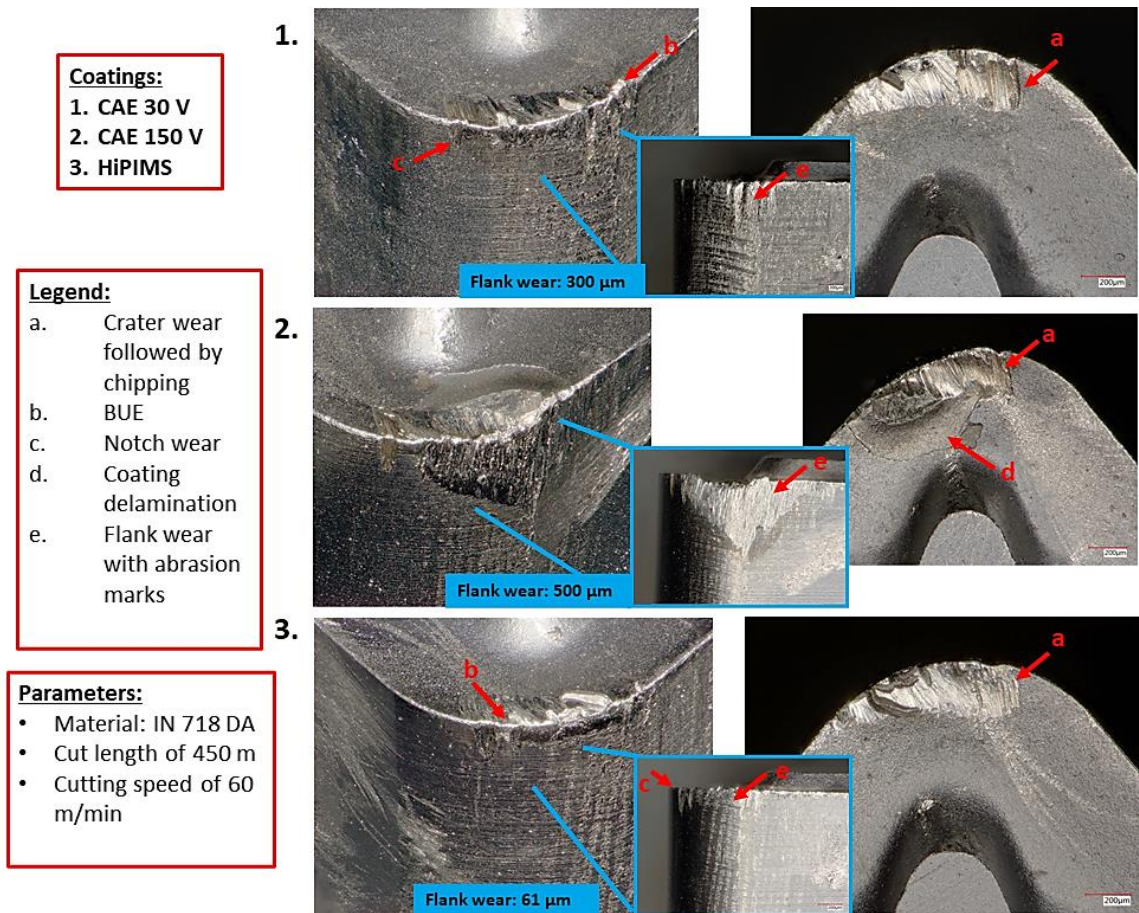 Coatings:
1. CAE 30 V
2. CAE 150 V
3. HiPIMS
Legend:
a. Crater wear
followed by
chipping
b. BUE
c. Notch wear
d. Coating
delamination
e. Flank wear
with abrasion
marks
Parameters:
• Material: IN 718 DA
• Cut length of 450 m
• Cutting speed of 60
m/min
1.
b
c
e
Flank wear: 300 µm
a
200µm
2.
e
Flank wear: 500 µm
a
d
200µm
3.
b
c
e
Flank wear: 61 µm
a
200µm